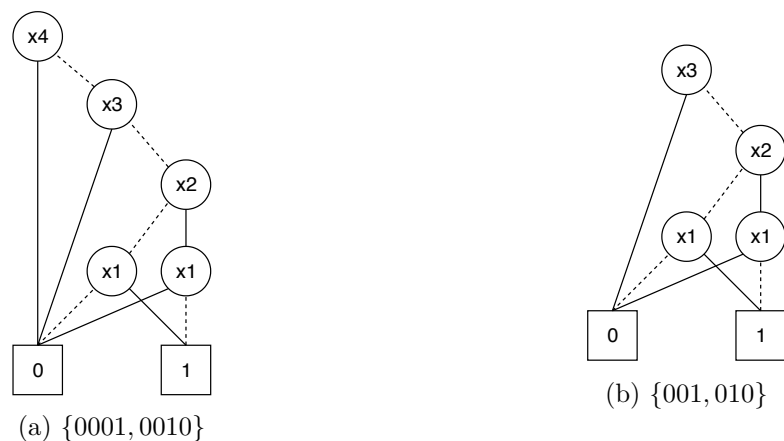 x4
x3
x2
x1 x1
0 1
(a) {0001, 0010}
x3
x2
x1 x1
0 1
(b) {001, 010}